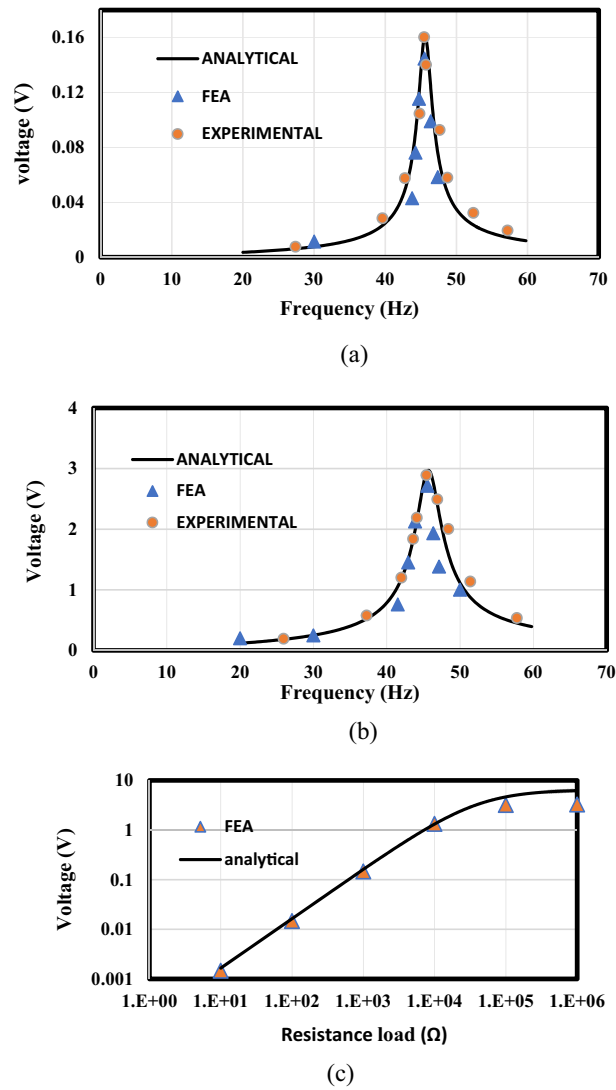 0.16
0.12
0.08
0.04
0
voltage (V)
ANALYTICAL
FEA
EXPERIMENTAL
0 10 20 30 40 50 60 70
Frequency (Hz)
(a)
4
3
2
1
0
Voltage (V)
ANALYTICAL
FEA
EXPERIMENTAL
0 10 20 30 40 50 60 70
Frequency (Hz)
(b)
10
1
0.1
0.01
0.001
Voltage (V)
FEA
analytical
1.E+00 1.E+01 1.E+02 1.E+03 1.E+04 1.E+05 1.E+06
Resistance load (Ω)
(c)